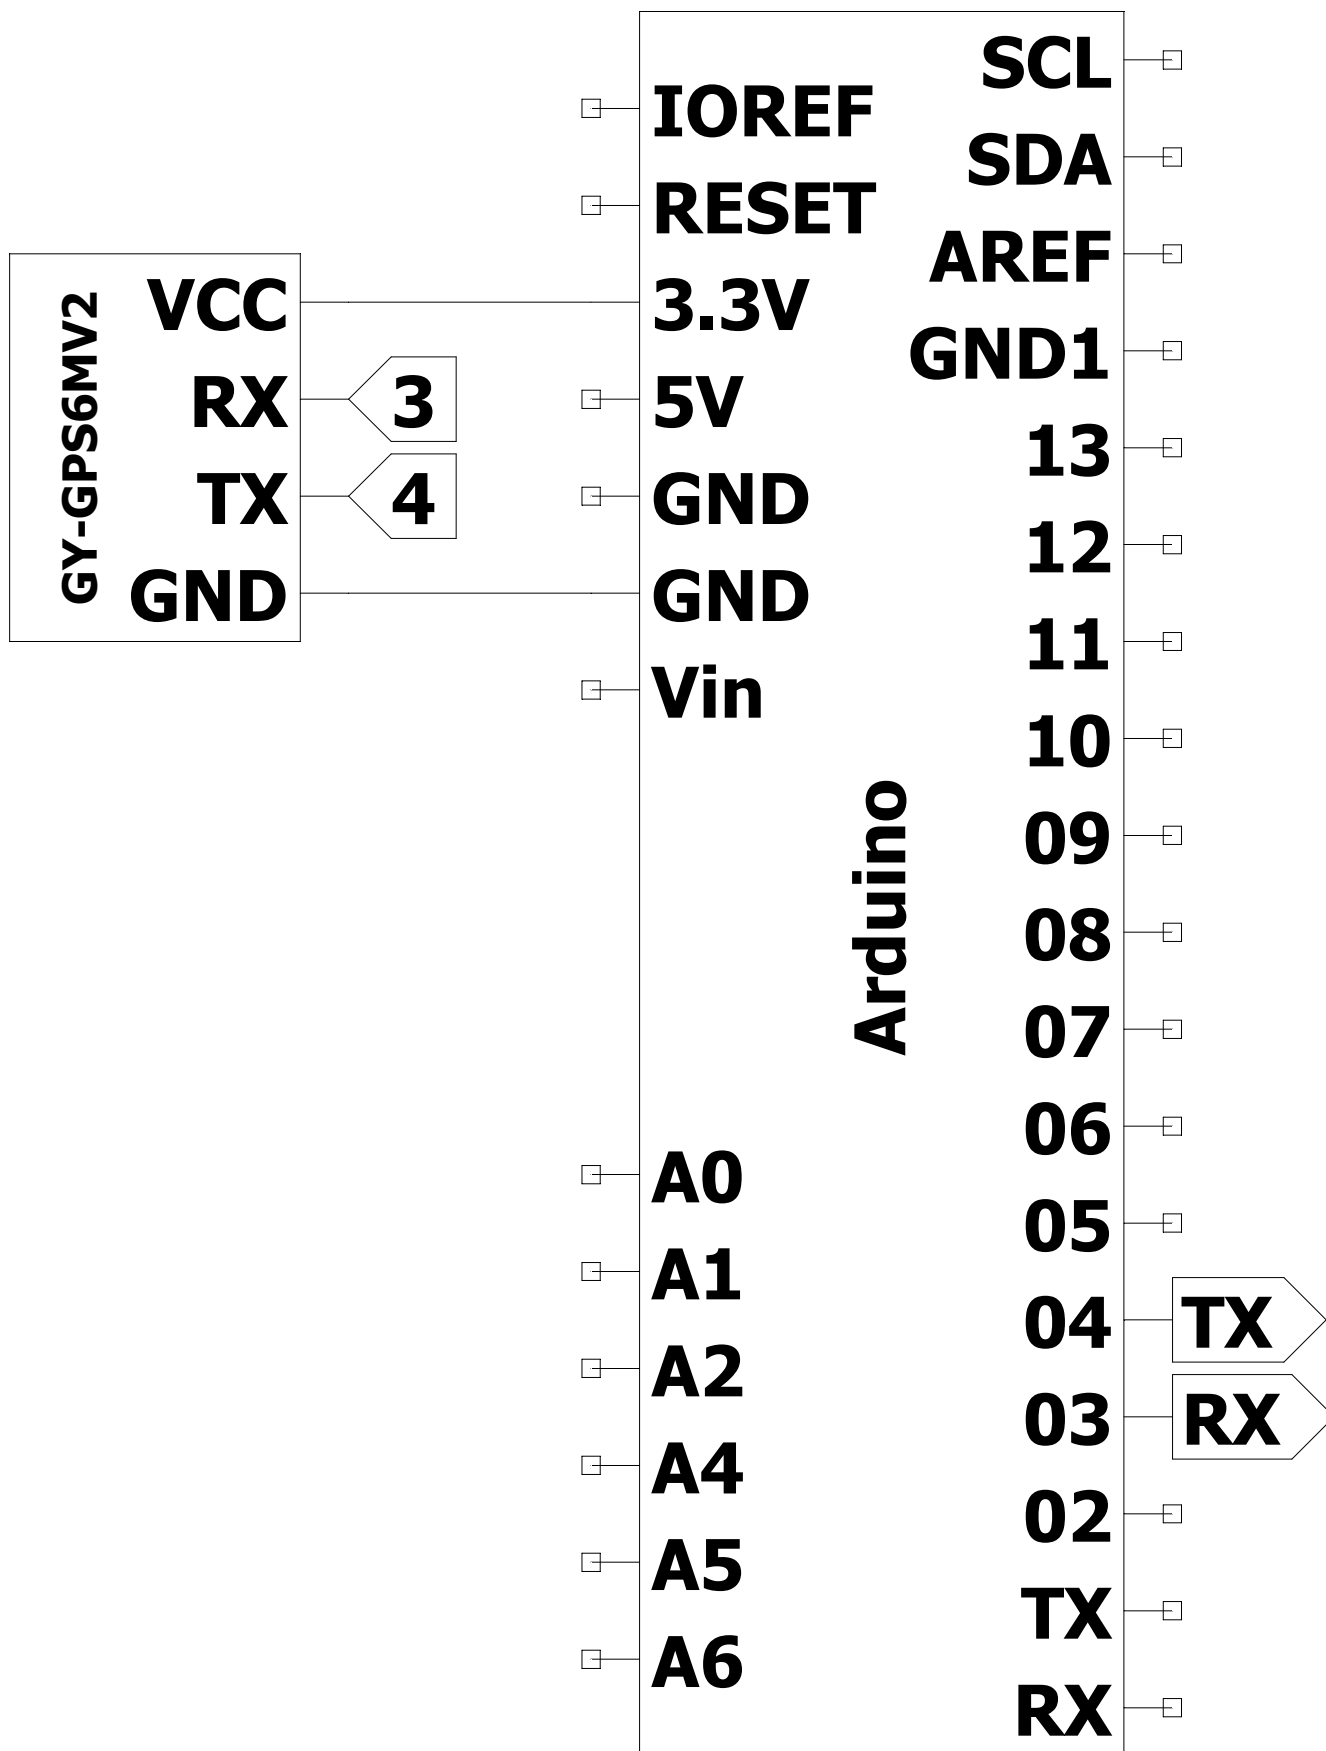 GY-GPS6MV2
VCC
RX
3
TX
4
GND
IOREF
RESET
3.3V
5V
GND
GND
Vin
A0
A1
A2
A4
A5
A6
Arduino
SCL
SDA
AREF
GND1
13
12
11
10
09
08
07
06
05
04
TX
03
RX
02
TX
RX